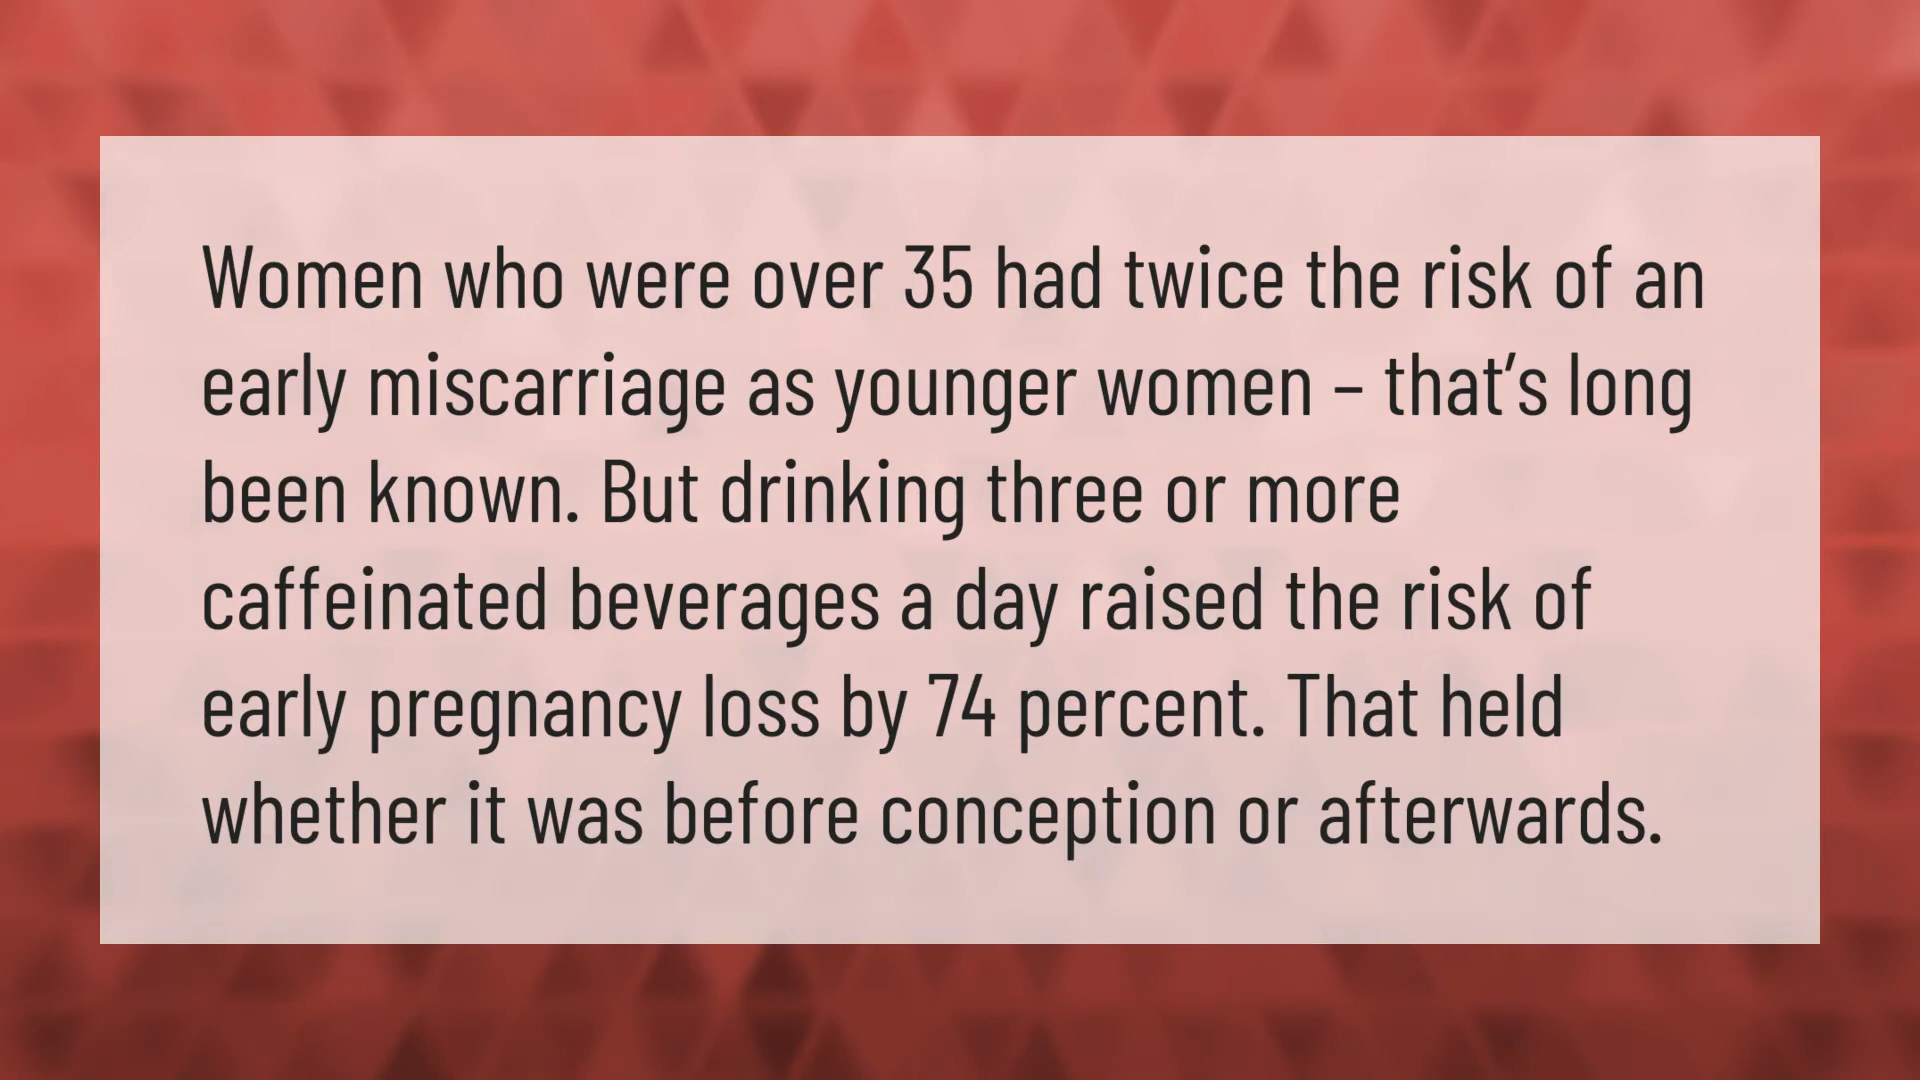 Women who were over 35 had twice the risk of an
early miscarriage as younger women – that’s long
been known. But drinking three or more
caffeinated beverages a day raised the risk of
early pregnancy loss by 74 percent. That held
whether it was before conception or afterwards.